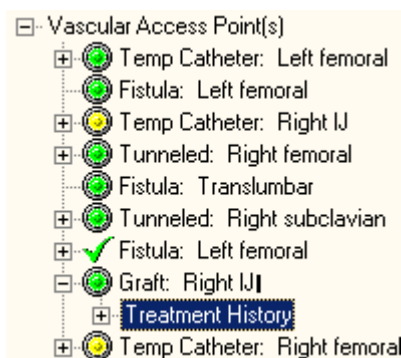 Vascular Access Point(s)
Temp Catheter: Left femoral
Fistula: Left femoral
Temp Catheter: Right IJ
Tunneled: Right femoral
Fistula: Translumbar
Tunneled: Right subclavian
Fistula: Left femoral
Graft: Right IJ
Treatment History
Temp Catheter: Right femoral